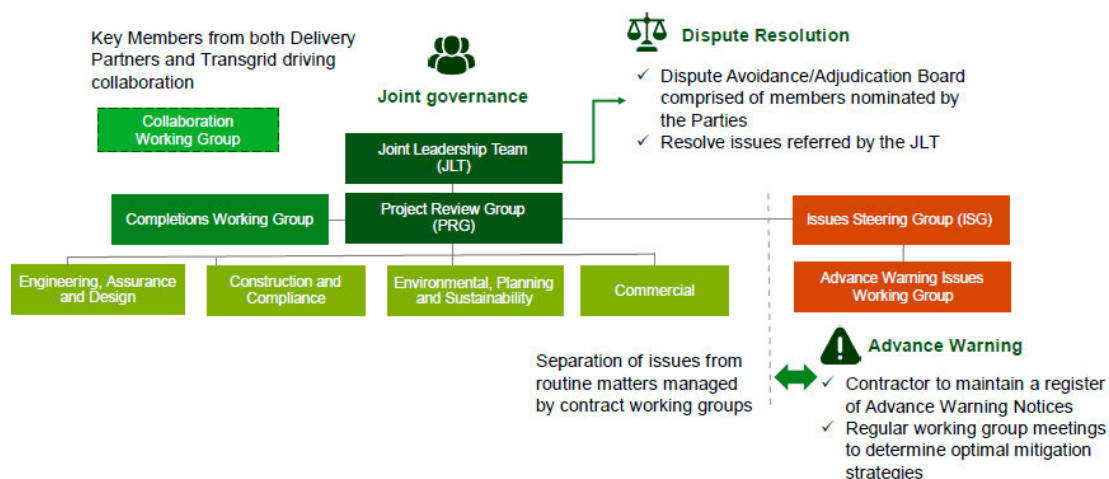 Key Members from both Delivery
Partners and Transgrid driving
collaboration
Collaboration
Working Group
Joint governance
Dispute Resolution
✓ Dispute Avoidance/Adjudication Board
comprised of members nominated by
the Parties
✓ Resolve issues referred by the JLT
Joint Leadership Team
(JLT)
Completions Working Group
Project Review Group
(PRG)
Issues Steering Group (ISG)
Engineering, Assurance
and Design
Construction and
Compliance
Environmental, Planning
and Sustainability
Commercial
Advance Warning Issues
Working Group
Separation of issues from
routine matters managed
by contract working groups
Advance Warning
✓ Contractor to maintain a register
of Advance Warning Notices
✓ Regular working group meetings
to determine optimal mitigation
strategies